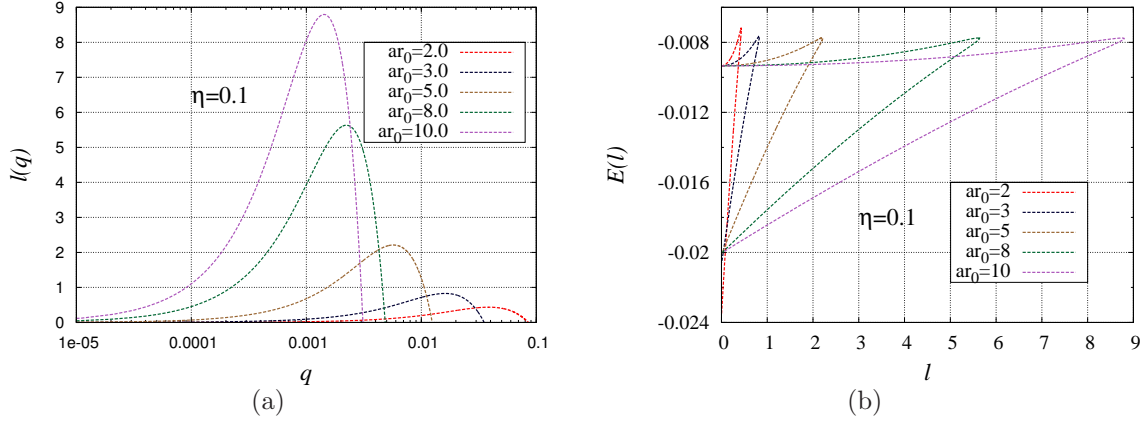 9
8
7
6
5
4
3
2
1
0
l(q)
ar0=2.0
ar0=3.0
ar0=5.0
ar0=8.0
ar0=10.0
η=0.1
1e-05 0.0001 0.001 0.01 0.1
q
(a)
-0.008
-0.012
-0.016
-0.02
-0.024
E(l)
ar0=2
ar0=3
ar0=5
ar0=8
ar0=10
η=0.1
0 1 2 3 4 5 6 7 8 9
l
(b)